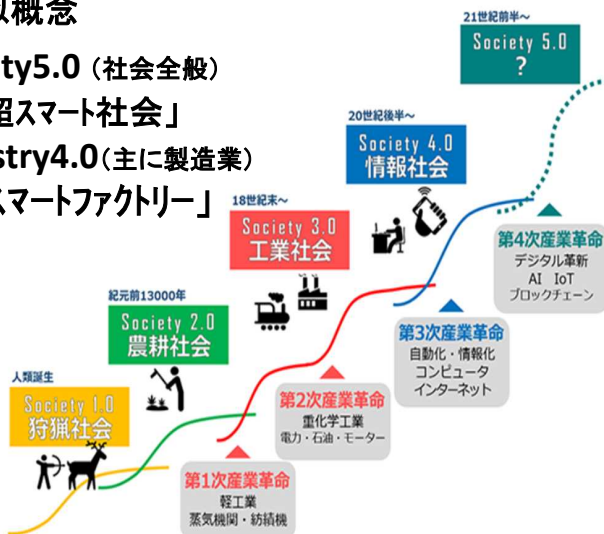 似概念
ty5.0（社会全般）
超スマート社会」
stry4.0（主に製造業）
スマートファクトリー」
21世紀前半～
Society 5.0
?
20世紀後半～
Society 4.0
情報社会
18世紀末～
Society 3.0
工業社会
紀元前13000年
Society 2.0
農耕社会
人類誕生
Society 1.0
狩猟社会
第4次産業革命
デジタル革新
AI IoT
ブロックチェーン
第3次産業革命
自動化・情報化
コンピュータ
インターネット
第2次産業革命
重化学工業
電力・石油・モーター
第1次産業革命
軽工業
蒸気機関・紡績機